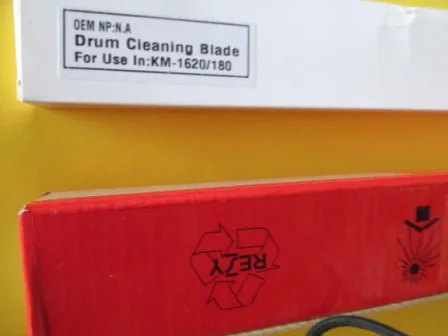 OEM NP:N.A
Drum Cleaning Blade
For Use In:KM-1620/180
REZY